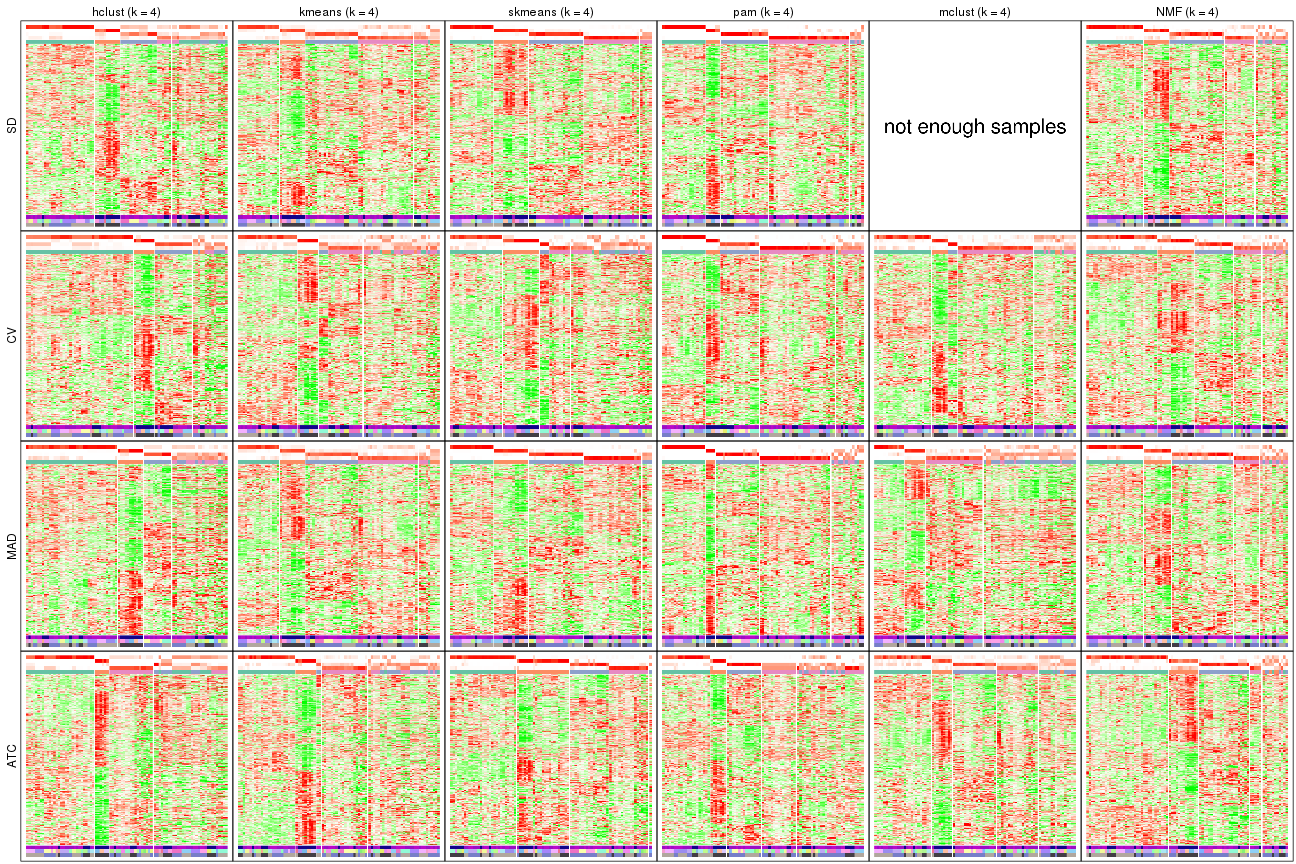 hclust (k = 4)
kmeans (k = 4)
skmeans (k = 4)
pam (k = 4)
mclust (k = 4)
NMF (k = 4)
SD
not enough samples
CV
MAD
ATC